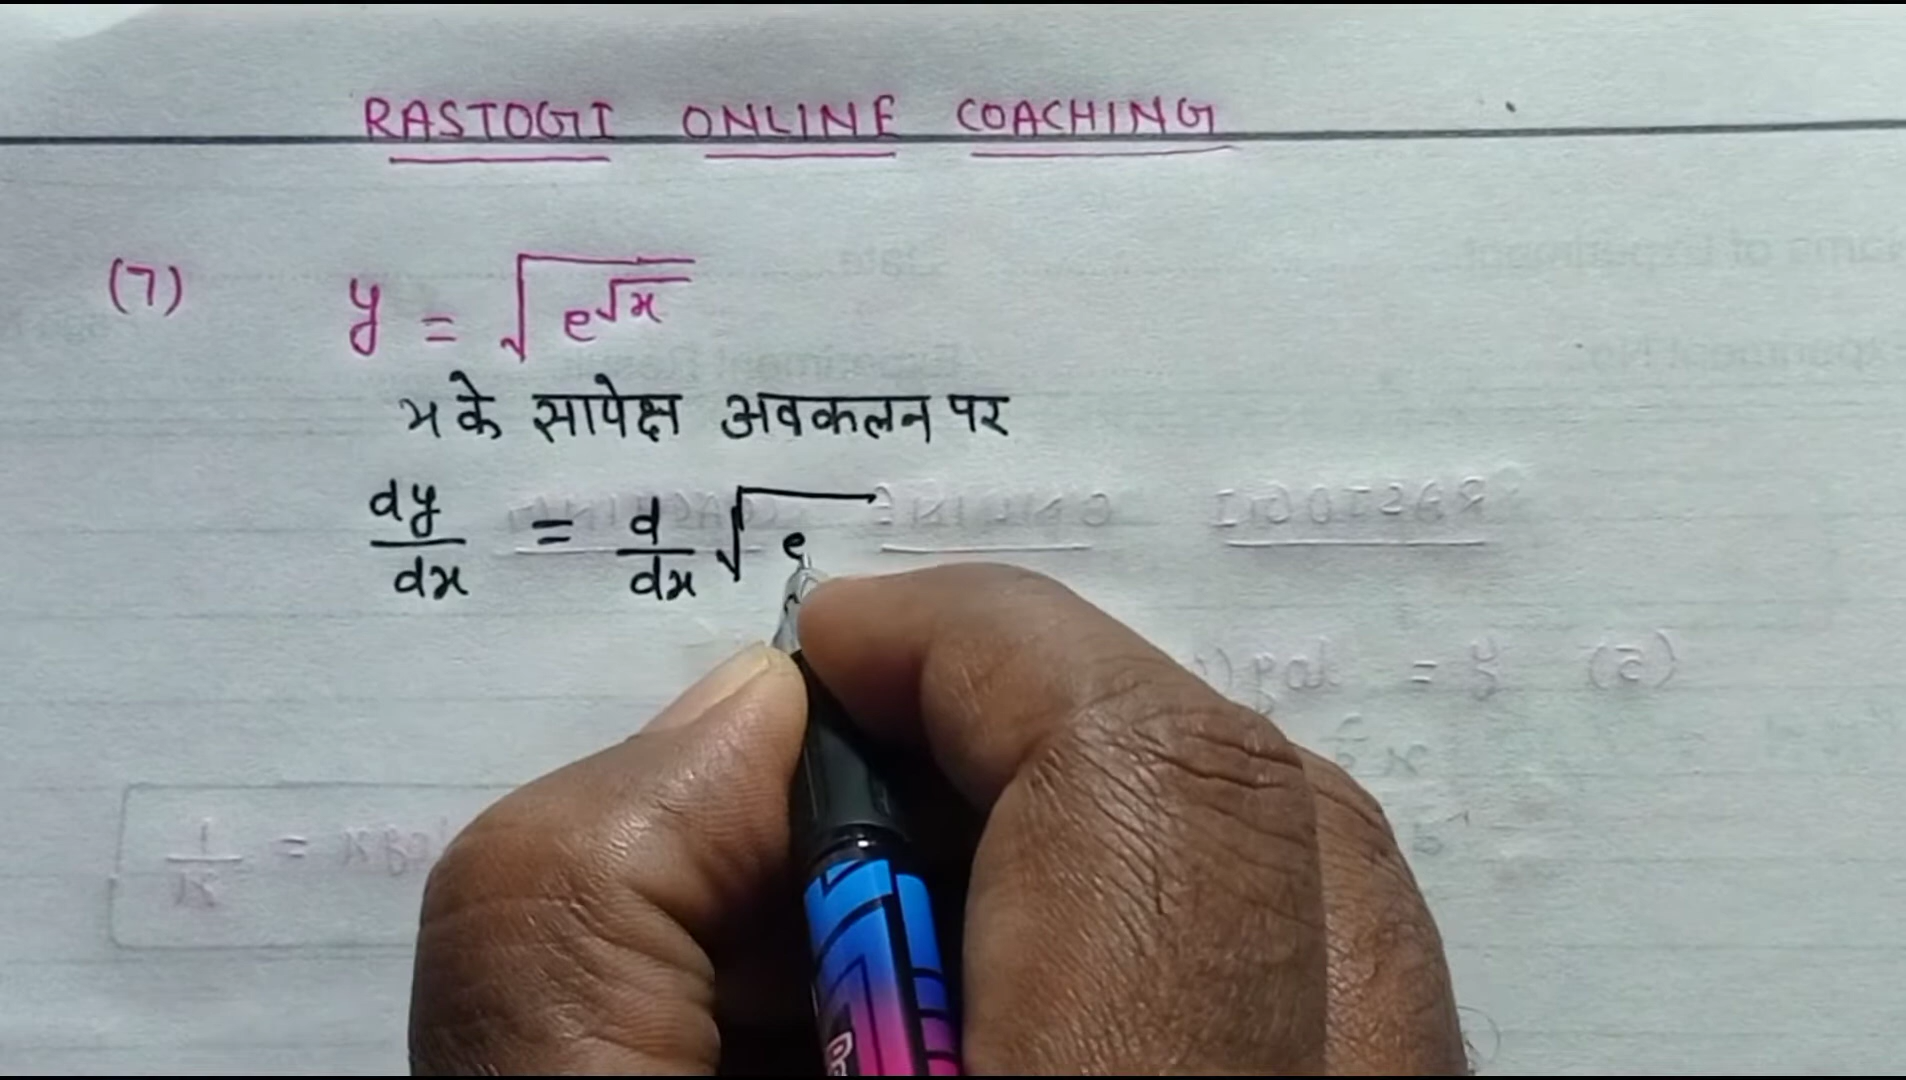 RASTOGI ONLINE COACHING
(7) y = √e^√x
x के सापेक्ष अवकलन पर
dy/dx = d/dx √e